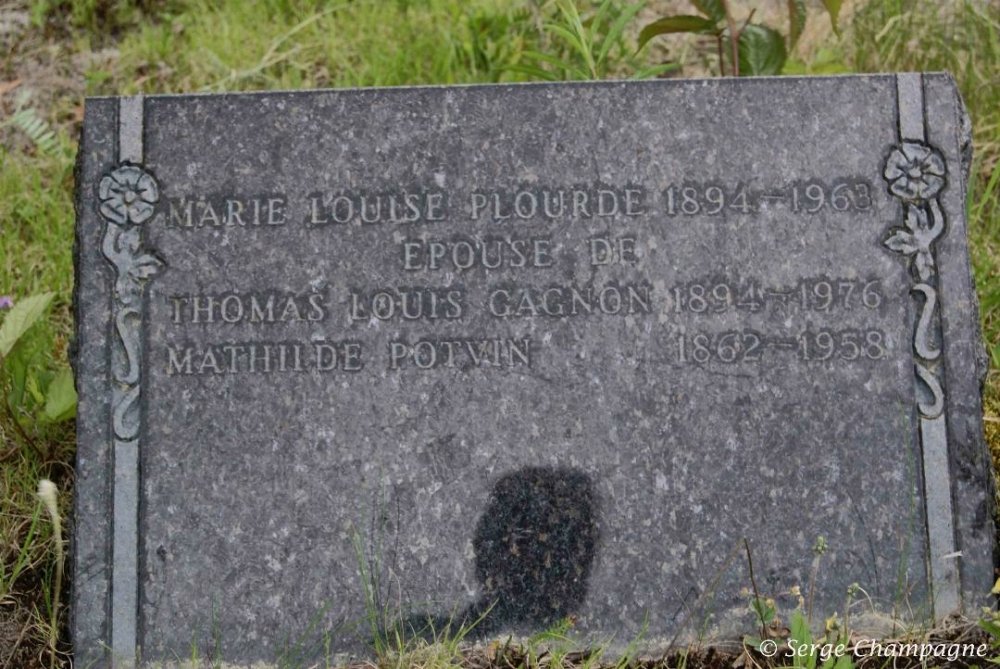 MARIE LOUISE PLOURDE 1894-1963
EPOUSE DE
THOMAS LOUIS GAGNON 1894-1976
MATHILDE POTVIN 1862-1958
© Serge Champagne